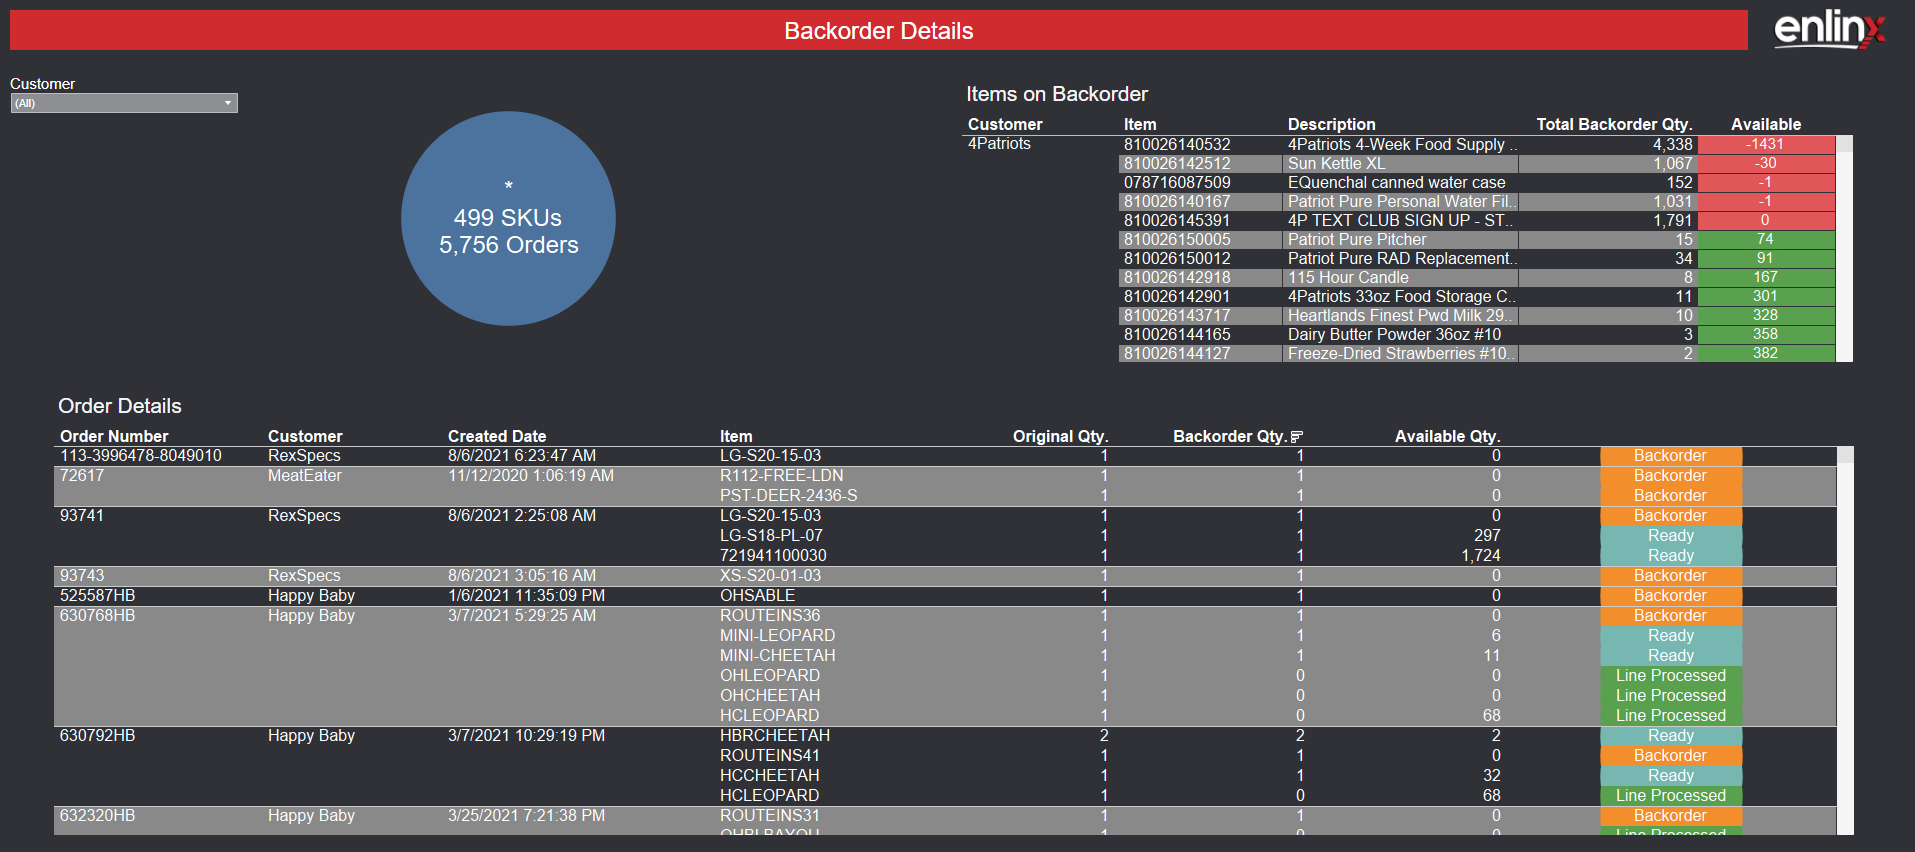 Backorder Details
enlinx
Customer
(All)
*
499 SKUs
5,756 Orders
Items on Backorder
Customer Item Description Total Backorder Qty. Available
4Patriots 810026140532 4Patriots 4-Week Food Supply .. 4,338 -1431
810026142512 Sun Kettle XL 1,067 -30
078716087509 EQuenchal canned water case 152 -1
810026140167 Patriot Pure Personal Water Fil.. 1,031 -1
810026145391 4P TEXT CLUB SIGN UP - ST.. 1,791 0
810026150005 Patriot Pure Pitcher 15 74
810026150012 Patriot Pure RAD Replacement.. 34 91
810026142918 115 Hour Candle 8 167
810026142901 4Patriots 33oz Food Storage C.. 11 301
810026143717 Heartlands Finest Pwd Milk 29.. 10 328
810026144165 Dairy Butter Powder 36oz #10 3 358
810026144127 Freeze-Dried Strawberries #10.. 2 382
Order Details
Order Number Customer Created Date Item Original Qty. Backorder Qty. Available Qty.
113-3996478-8049010 RexSpecs 8/6/2021 6:23:47 AM LG-S20-15-03 1 1 0 Backorder
72617 MeatEater 11/12/2020 1:06:19 AM R112-FREE-LDN 1 1 0 Backorder
PST-DEER-2436-S 1 1 0 Backorder
93741 RexSpecs 8/6/2021 2:25:08 AM LG-S20-15-03 1 1 0 Backorder
LG-S18-PL-07 1 1 297 Ready
721941100030 1 1 1,724 Ready
93743 RexSpecs 8/6/2021 3:05:16 AM XS-S20-01-03 1 1 0 Backorder
525587HB Happy Baby 1/6/2021 11:35:09 PM OHSABLE 1 1 0 Backorder
630768HB Happy Baby 3/7/2021 5:29:25 AM ROUTEINS36 1 1 0 Backorder
MINI-LEOPARD 1 1 6 Ready
MINI-CHEETAH 1 1 11 Ready
OHLEOPARD 1 0 0 Line Processed
OHCHEETAH 1 0 0 Line Processed
HCLEOPARD 1 0 68 Line Processed
630792HB Happy Baby 3/7/2021 10:29:19 PM HBRCHEETAH 2 2 2 Ready
ROUTEINS41 1 1 0 Backorder
HCCHEETAH 1 1 32 Ready
HCLEOPARD 1 0 68 Line Processed
632320HB Happy Baby 3/25/2021 7:21:38 PM ROUTEINS31 1 1 0 Backorder
1 0 0 Line Processed